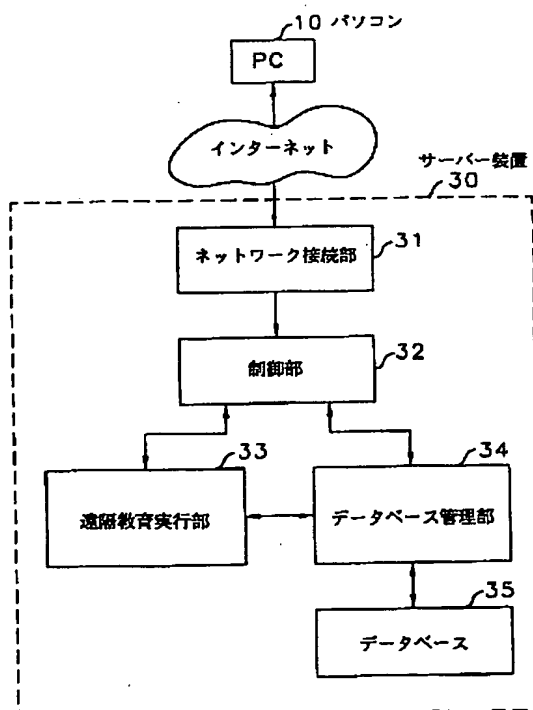 10 パソコン
PC
インターネット
サーバー装置
30
ネットワーク接続部
31
制御部
32
33
遠隔教育実行部
34
データベース管理部
35
データベース